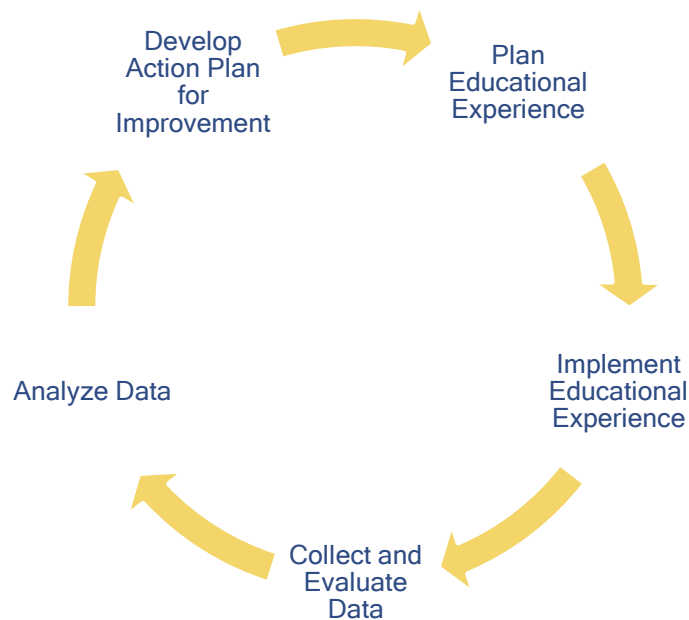 Develop
Action Plan
for
Improvement
Plan
Educational
Experience
Implement
Educational
Experience
Collect and
Evaluate
Data
Analyze Data